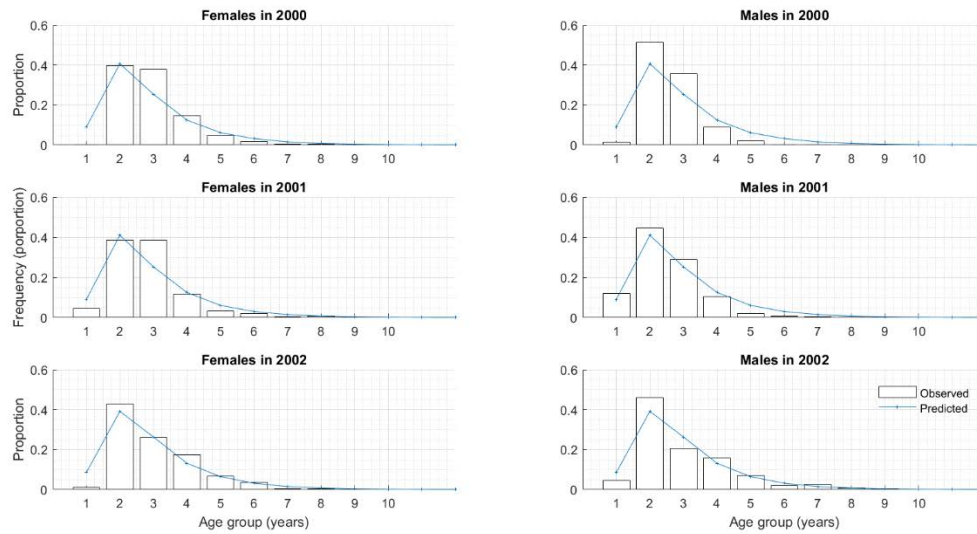 Females in 2000
Males in 2000
Proportion
0.6
0.4
0.2
0
1 2 3 4 5 6 7 8 9 10
0.6
0.4
0.2
0
1 2 3 4 5 6 7 8 9 10
Females in 2001
Males in 2001
Frequency (porportion)
0.6
0.4
0.2
0
1 2 3 4 5 6 7 8 9 10
0.6
0.4
0.2
0
1 2 3 4 5 6 7 8 9 10
Females in 2002
Males in 2002
Proportion
0.6
0.4
0.2
0
1 2 3 4 5 6 7 8 9 10
Age group (years)
0.6
0.4
0.2
0
1 2 3 4 5 6 7 8 9 10
Age group (years)
Observed
Predicted